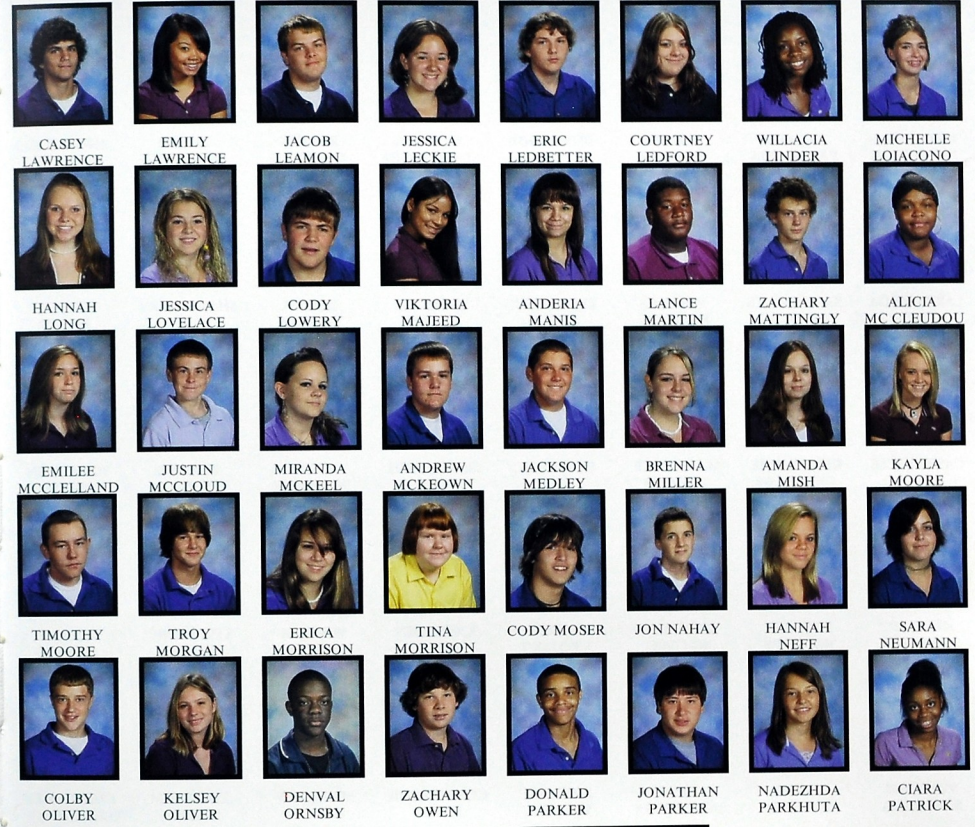 CASEY LAWRENCE
EMILY LAWRENCE
JACOB LEAMON
JESSICA LECKIE
ERIC LEDBETTER
COURTNEY LEDFORD
WILLACIA LINDER
MICHELLE LOIACONO
HANNAH LONG
JESSICA LOVELACE
CODY LOWERY
VIKTORIA MAJEED
ANDERIA MANIS
LANCE MARTIN
ZACHARY MATTINGLY
ALICIA MC CLEUDOU
EMILEE MCCLELLAND
JUSTIN MCCLOUD
MIRANDA MCKEEL
ANDREW MCKEOWN
JACKSON MEDLEY
BRENNA MILLER
AMANDA MISH
KAYLA MOORE
TIMOTHY MOORE
TROY MORGAN
ERICA MORRISON
TINA MORRISON
CODY MOSER
JON NAHAY
HANNAH NEFF
SARA NEUMANN
COLBY OLIVER
KELSEY OLIVER
DENVAL ORNSBY
ZACHARY OWEN
DONALD PARKER
JONATHAN PARKER
NADEZHDA PARKHUTA
CIARA PATRICK